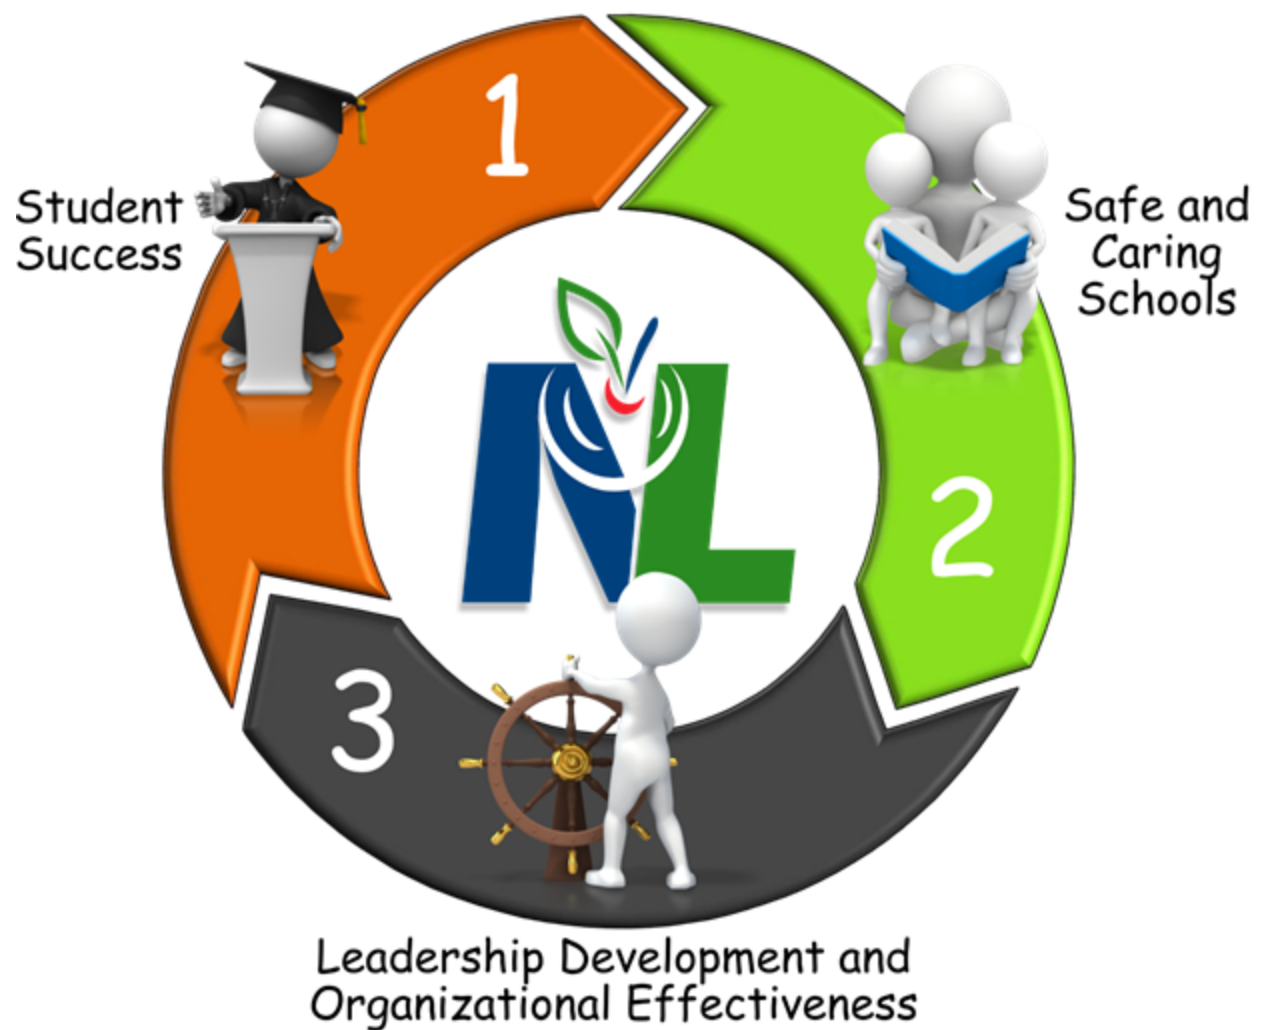 1
Student
Success
Safe and
Caring
Schools
NL
2
3
Leadership Development and
Organizational Effectiveness